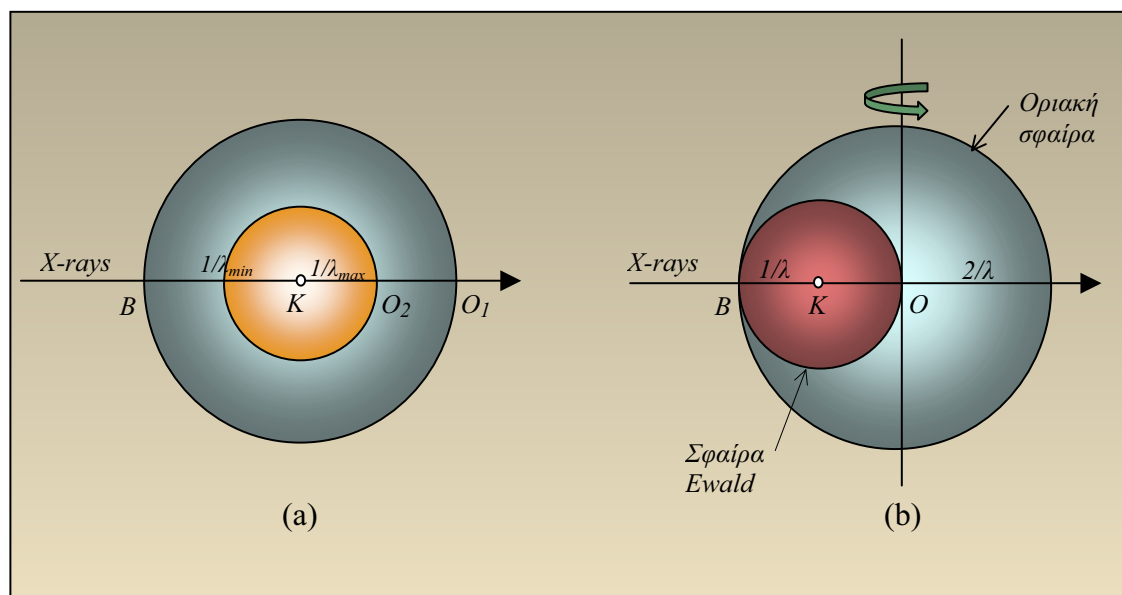 X-rays
B
1/λmin
1/λmax
K
O2
O1
(a)
X-rays
B
1/λ
K
O
2/λ
Οριακή
σφαίρα
Σφαίρα
Ewald
(b)